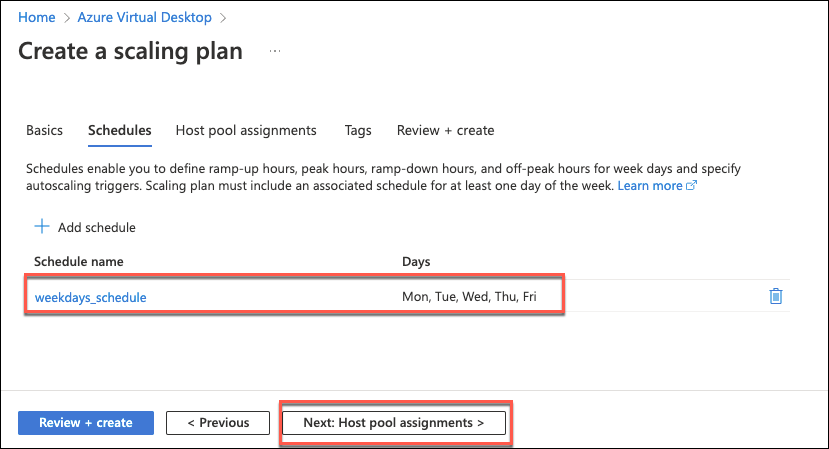 Home > Azure Virtual Desktop >
Create a scaling plan ...
Basics Schedules Host pool assignments Tags Review + create
Schedules enable you to define ramp-up hours, peak hours, ramp-down hours, and off-peak hours for week days and specify
autoscaling triggers. Scaling plan must include an associated schedule for at least one day of the week. Learn more
+ Add schedule
Schedule name Days
weekdays_schedule Mon, Tue, Wed, Thu, Fri
Review + create < Previous Next: Host pool assignments >